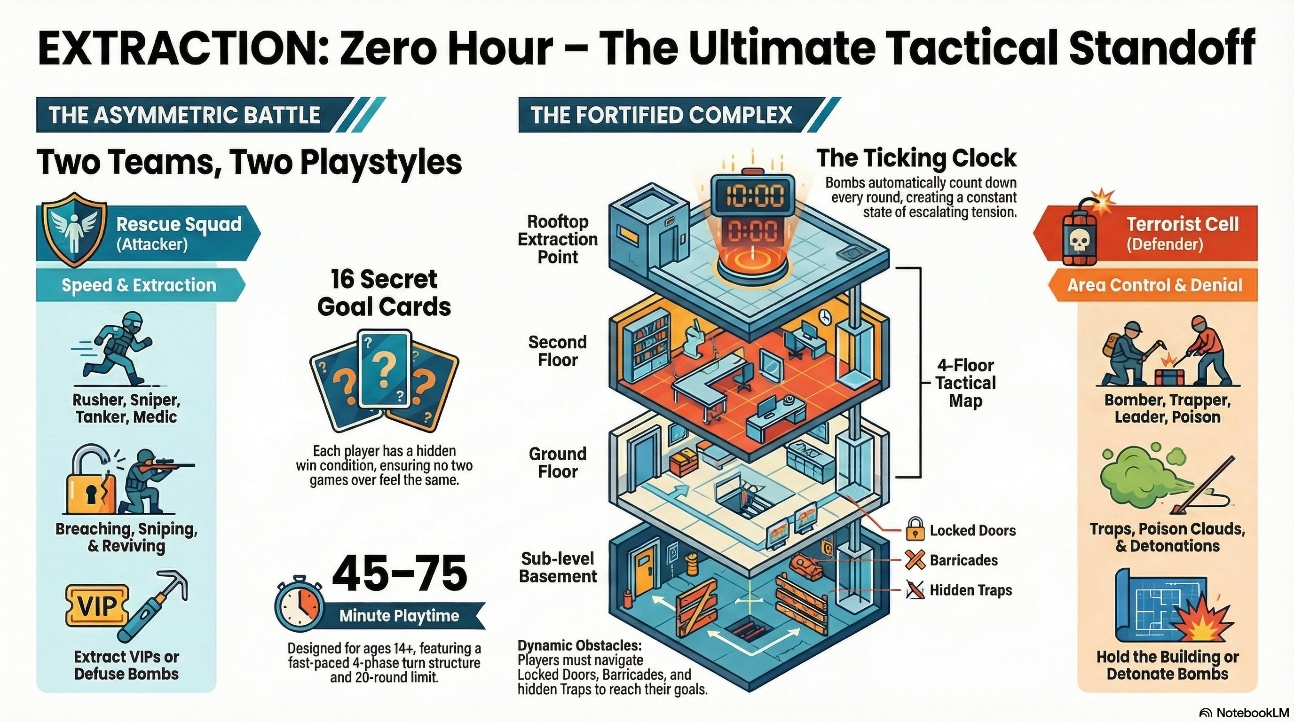 EXTRACTION: Zero Hour – The Ultimate Tactical Standoff
THE ASYMMETRIC BATTLE
Two Teams, Two Playstyles
Rescue Squad
(Attacker)
Speed & Extraction
Rusher, Sniper,
Tanker, Medic
Breaching, Sniping,
& Reviving
VIP
Extract VIPs or
Defuse Bombs
16 Secret
Goal Cards
? ? ?
Each player has a hidden
win condition, ensuring no two
games over feel the same.
45–75
Minute Playtime
Designed for ages 14+, featuring a
fast-paced 4-phase turn structure
and 20-round limit.
THE FORTIFIED COMPLEX
The Ticking Clock
Bombs automatically count down
every round, creating a constant
state of escalating tension.
10:00
0:00
Rooftop
Extraction
Point
Second
Floor
Ground
Floor
Sub-level
Basement
4-Floor
Tactical
Map
Locked Doors
Barricades
Hidden Traps
Dynamic Obstacles:
Players must navigate
Locked Doors, Barricades, and
hidden Traps to reach their goals.
Terrorist Cell
(Defender)
Area Control & Denial
Bomber, Trapper,
Leader, Poison
Traps, Poison Clouds,
& Detonations
Hold the Building or
Detonate Bombs
NotebookLM